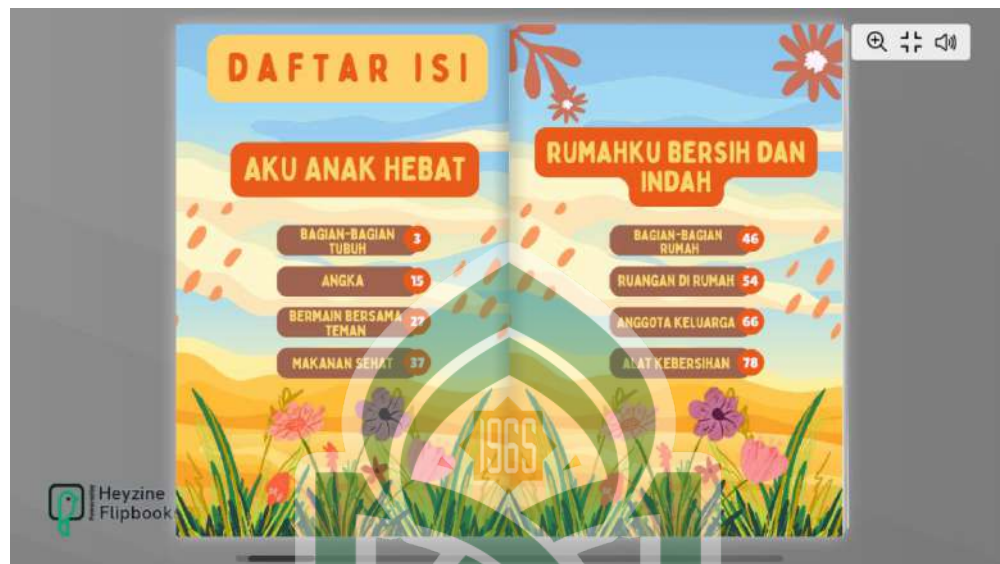 DAFTAR ISI
AKU ANAK HEBAT
BAGIAN-BAGIAN
TUBUH
3
ANGKA 15
BERMAIN BERSAMA
TEMAN
27
MAKANAN SEHAT 37
RUMAHKU BERSIH DAN
INDAH
BAGIAN-BAGIAN
RUMAH
46
RUANGAN DI RUMAH 54
ANGGOTA KELUARGA 66
ALAT KEBERSIHAN 78
1965
Heyzine
Flipbook